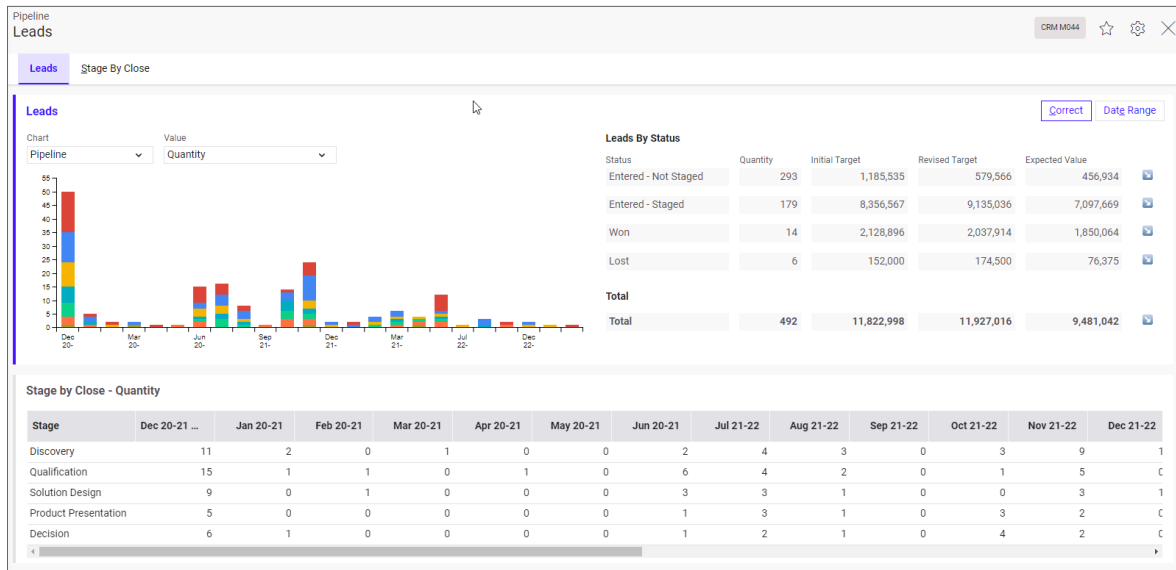 Pipeline
Leads
CRM M044
Leads Stage By Close
Leads
Correct Date Range
Chart Value
Pipeline Quantity
55
50
45
40
35
30
25
20
15
10
5
0
Dec 20- Mar 20- Jun 20- Sep 21- Dec 21- Mar 21- Jul 22- Dec 22-
Leads By Status
Status Quantity Initial Target Revised Target Expected Value
Entered - Not Staged 293 1,185,535 579,566 456,934
Entered - Staged 179 8,356,567 9,135,036 7,097,669
Won 14 2,128,896 2,037,914 1,850,064
Lost 6 152,000 174,500 76,375
Total
Total 492 11,822,998 11,927,016 9,481,042
Stage by Close - Quantity
Stage Dec 20-21 ... Jan 20-21 Feb 20-21 Mar 20-21 Apr 20-21 May 20-21 Jun 20-21 Jul 21-22 Aug 21-22 Sep 21-22 Oct 21-22 Nov 21-22 Dec 21-22
Discovery 11 2 0 1 0 0 2 4 3 0 3 9 1
Qualification 15 1 1 0 1 0 6 4 2 0 1 5
Solution Design 9 0 1 0 0 0 3 3 1 0 0 3 1
Product Presentation 5 0 0 0 0 0 1 3 1 0 3 2
Decision 6 1 0 0 0 0 1 2 1 0 4 2